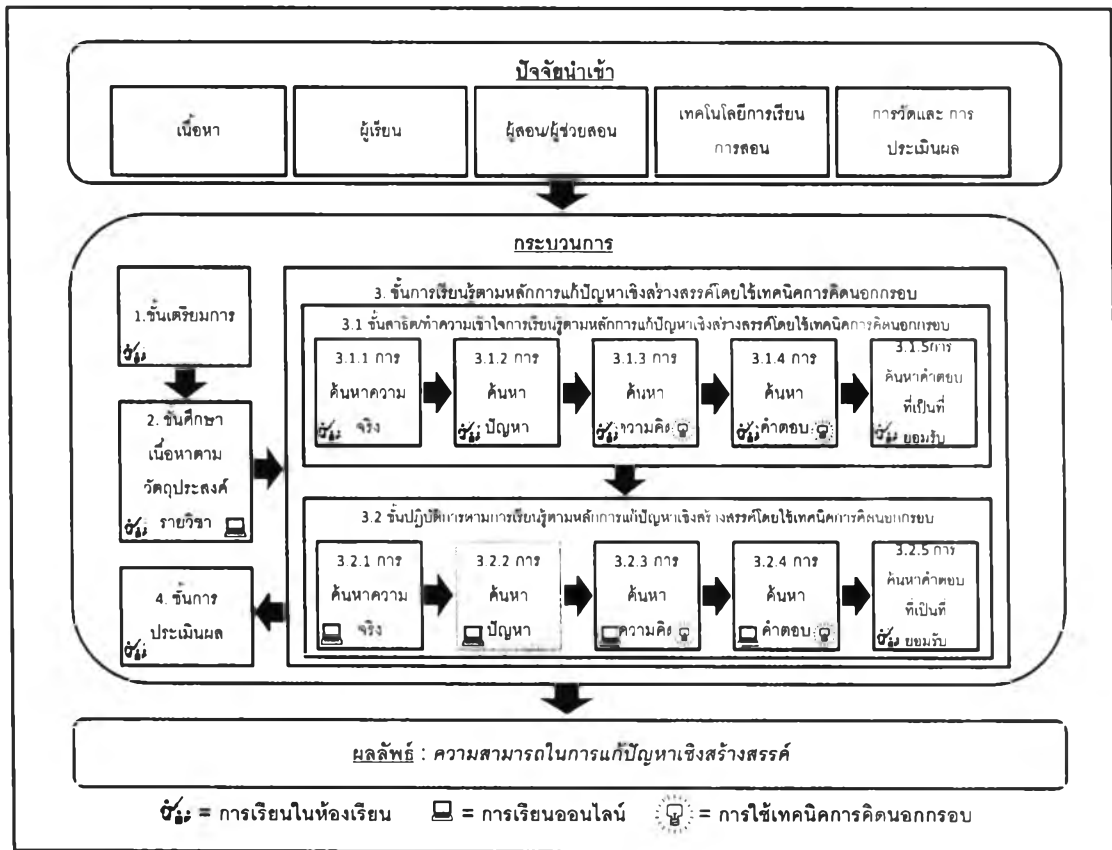 ปัจจัยนำเข้า
เนื้อหา
ผู้เรียน
ผู้สอน/ผู้ช่วยสอน
เทคโนโลยีการเรียน
การสอน
การวัดและ การ
ประเมินผล
กระบวนการ
1.ขั้นเตรียมการ
2. ขั้นศึกษา
เนื้อหาตาม
วัตถุประสงค์
รายวิชา
3. ขั้นการเรียนรู้ตามหลักการแก้ปัญหาเชิงสร้างสรรค์โดยใช้เทคนิคการคิดนอกกรอบ
3.1 ขั้นสาธิต/ทำความเข้าใจการเรียนรู้ตามหลักการแก้ปัญหาเชิงสร้างสรรค์โดยใช้เทคนิคการคิดนอกกรอบ
3.1.1 การ
ค้นหาความ
จริง
3.1.2 การ
ค้นหา
ปัญหา
3.1.3 การ
ค้นหา
ความคิด
3.1.4 การ
ค้นหา
คำตอบ
3.1.5การ
ค้นหาคำตอบ
ที่เป็นที่
ยอมรับ
3.2 ขั้นปฏิบัติการตามการเรียนรู้ตามหลักการแก้ปัญหาเชิงสร้างสรรค์โดยใช้เทคนิคการคิดนอกกรอบ
3.2.1 การ
ค้นหาความ
จริง
3.2.2 การ
ค้นหา
ปัญหา
3.2.3 การ
ค้นหา
ความคิด
3.2.4 การ
ค้นหา
คำตอบ
3.2.5 การ
ค้นหาคำตอบ
ที่เป็นที่
ยอมรับ
4. ขั้นการ
ประเมินผล
ผลลัพธ์ : ความสามารถในการแก้ปัญหาเชิงสร้างสรรค์
= การเรียนในห้องเรียน = การเรียนออนไลน์ = การใช้เทคนิคการคิดนอกกรอบ